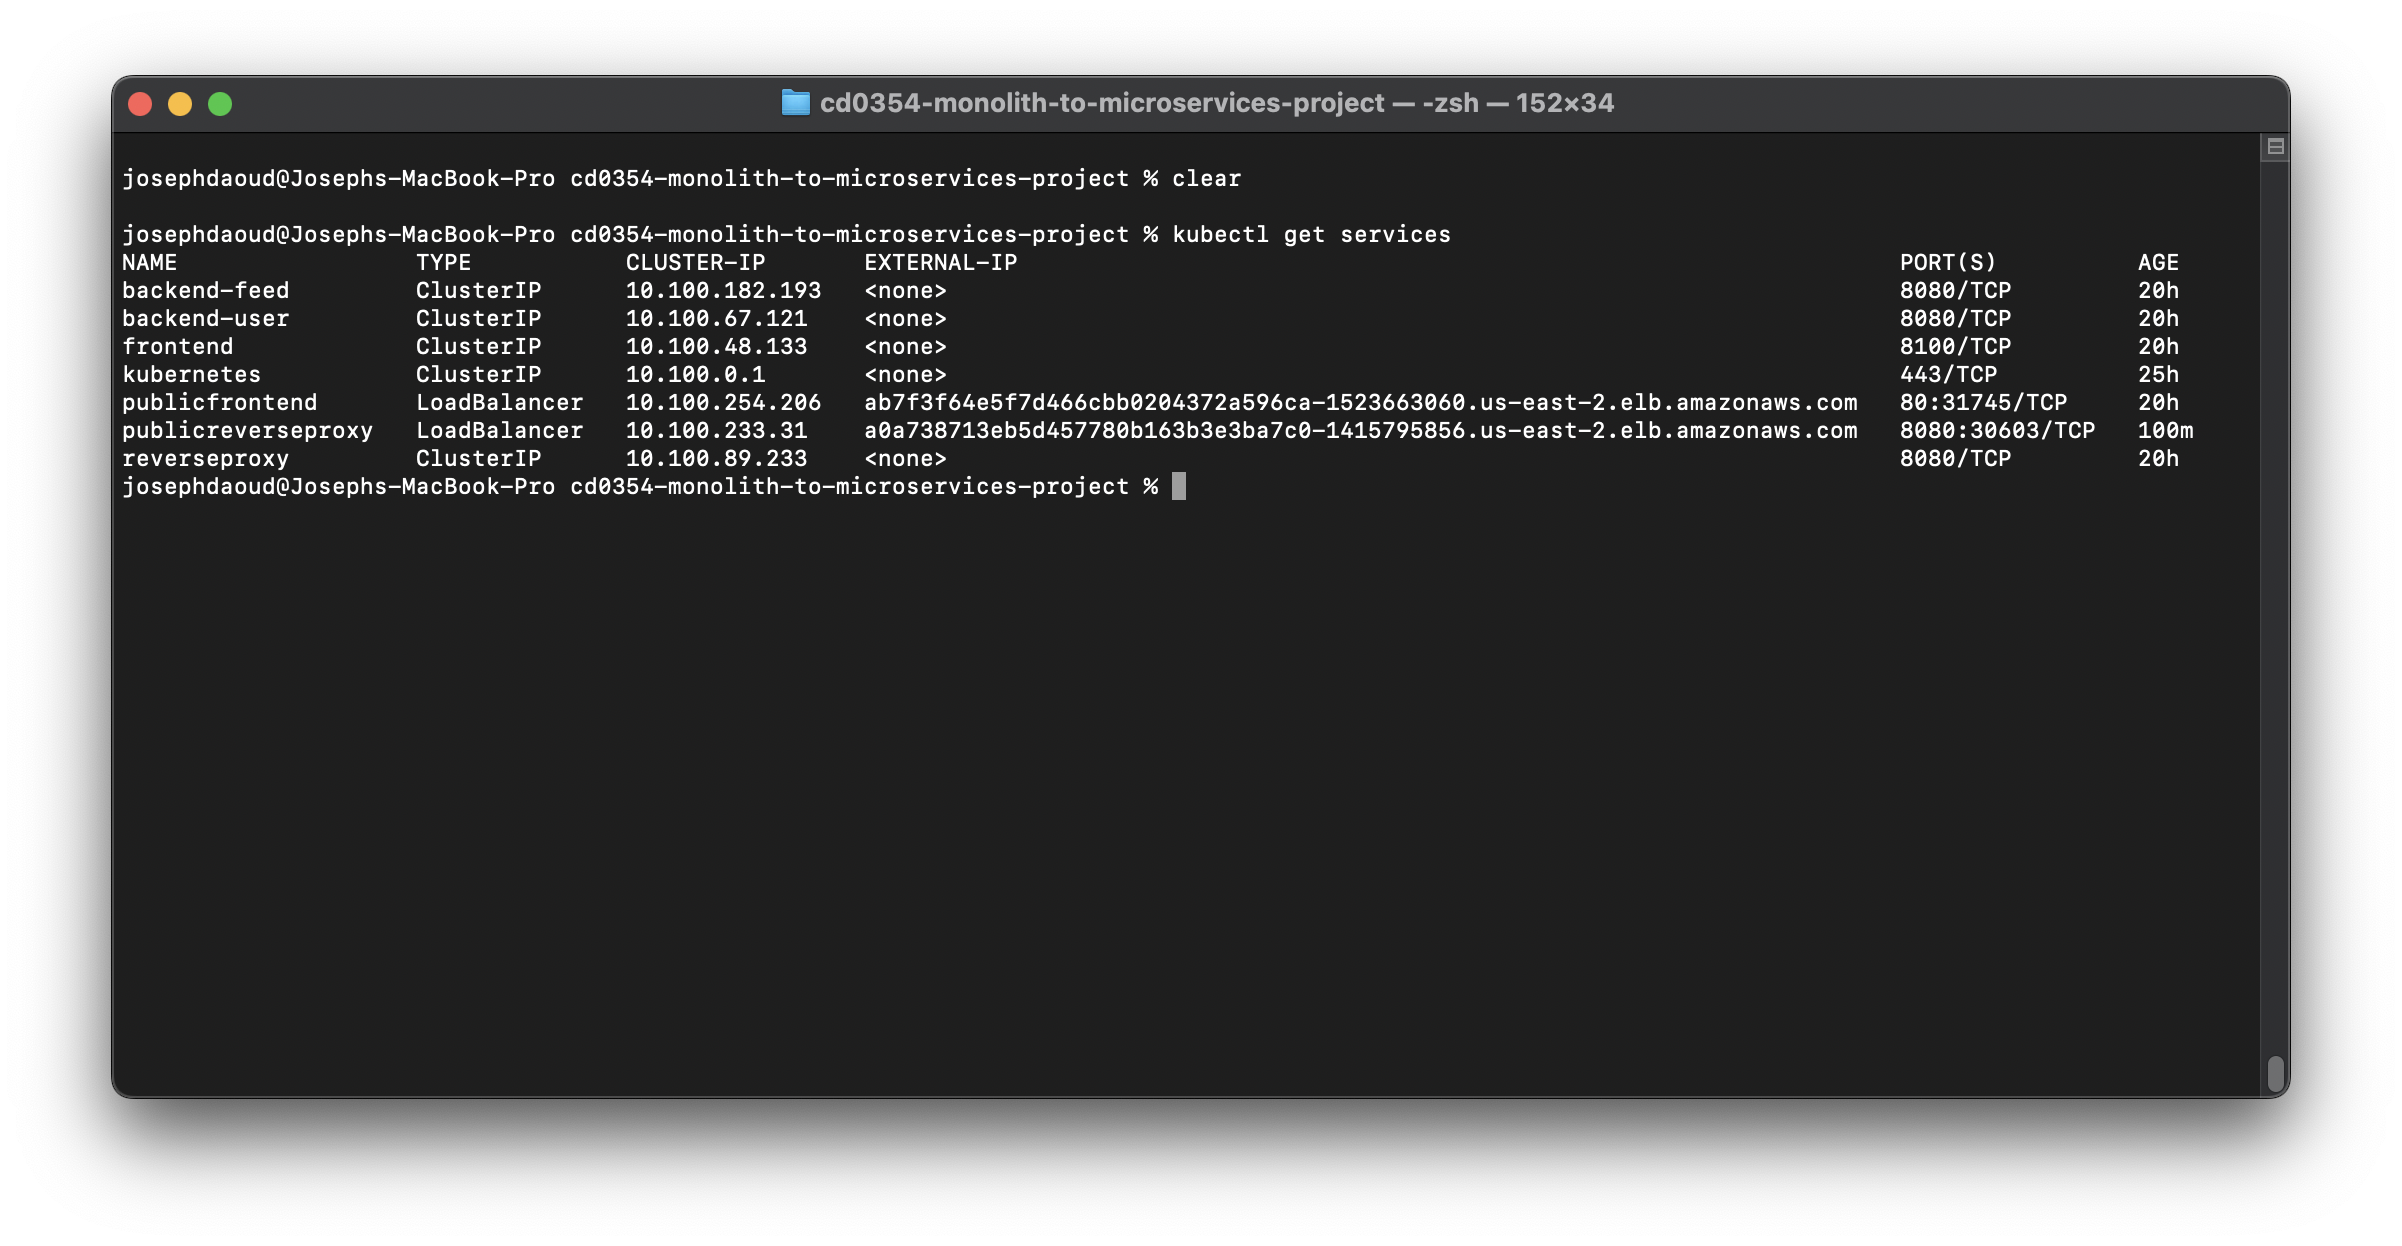 cd0354-monolith-to-microservices-project — -zsh — 152×34
josephdaoud@Josephs-MacBook-Pro cd0354-monolith-to-microservices-project % clear
josephdaoud@Josephs-MacBook-Pro cd0354-monolith-to-microservices-project % kubectl get services
NAME TYPE CLUSTER-IP EXTERNAL-IP PORT(S) AGE
backend-feed ClusterIP 10.100.182.193 <none> 8080/TCP 20h
backend-user ClusterIP 10.100.67.121 <none> 8080/TCP 20h
frontend ClusterIP 10.100.48.133 <none> 8100/TCP 20h
kubernetes ClusterIP 10.100.0.1 <none> 443/TCP 25h
publicfrontend LoadBalancer 10.100.254.206 ab7f3f64e5f7d466cbb0204372a596ca-1523663060.us-east-2.elb.amazonaws.com 80:31745/TCP 20h
publicreverseproxy LoadBalancer 10.100.233.31 a0a738713eb5d457780b163b3e3ba7c0-1415795856.us-east-2.elb.amazonaws.com 8080:30603/TCP 100m
reverseproxy ClusterIP 10.100.89.233 <none> 8080/TCP 20h
josephdaoud@Josephs-MacBook-Pro cd0354-monolith-to-microservices-project %